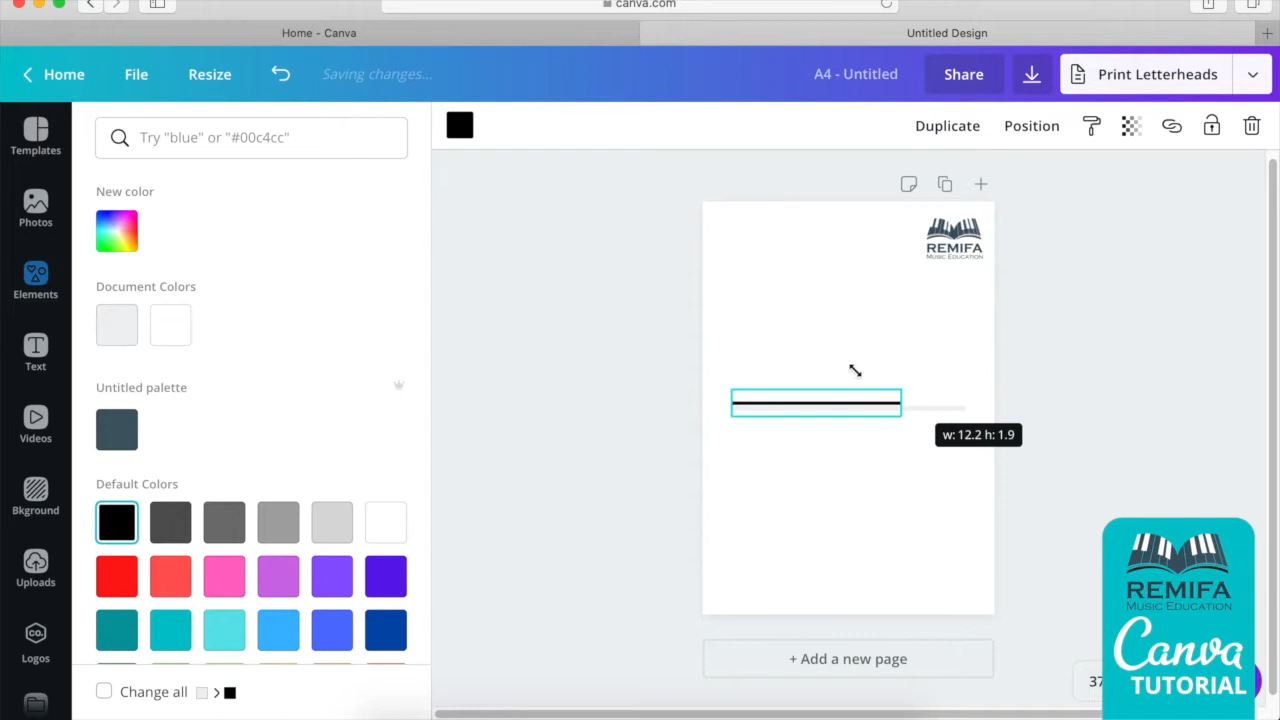 canva.com
Home - Canva
Untitled Design
Home
File
Resize
Saving changes...
A4 - Untitled
Share
Print Letterheads
Templates
Photos
Elements
Text
Videos
Bkground
Uploads
CO.
Logos
Try "blue" or "#00c4cc"
New color
Document Colors
Untitled palette
Default Colors
Change all
Duplicate
Position
REMIFA
MUSIC EDUCATION
w: 12.2 h: 1.9
+ Add a new page
37
REMIFA
MUSIC EDUCATION
Canva
TUTORIAL